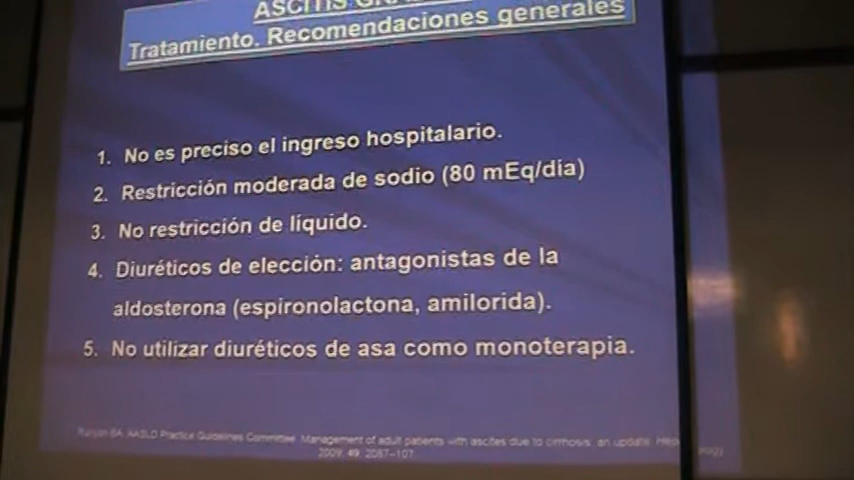 ASCITIS
Tratamiento. Recomendaciones generales
1. No es preciso el ingreso hospitalario.
2. Restricción moderada de sodio (80 mEq/día)
3. No restricción de líquido.
4. Diuréticos de elección: antagonistas de la
aldosterona (espironolactona, amilorida).
5. No utilizar diuréticos de asa como monoterapia.
Runyon BA, AASLD Practice Guidelines Committee. Management of adult patients with ascites due to cirrhosis: an update.
2009; 49: 2087-107